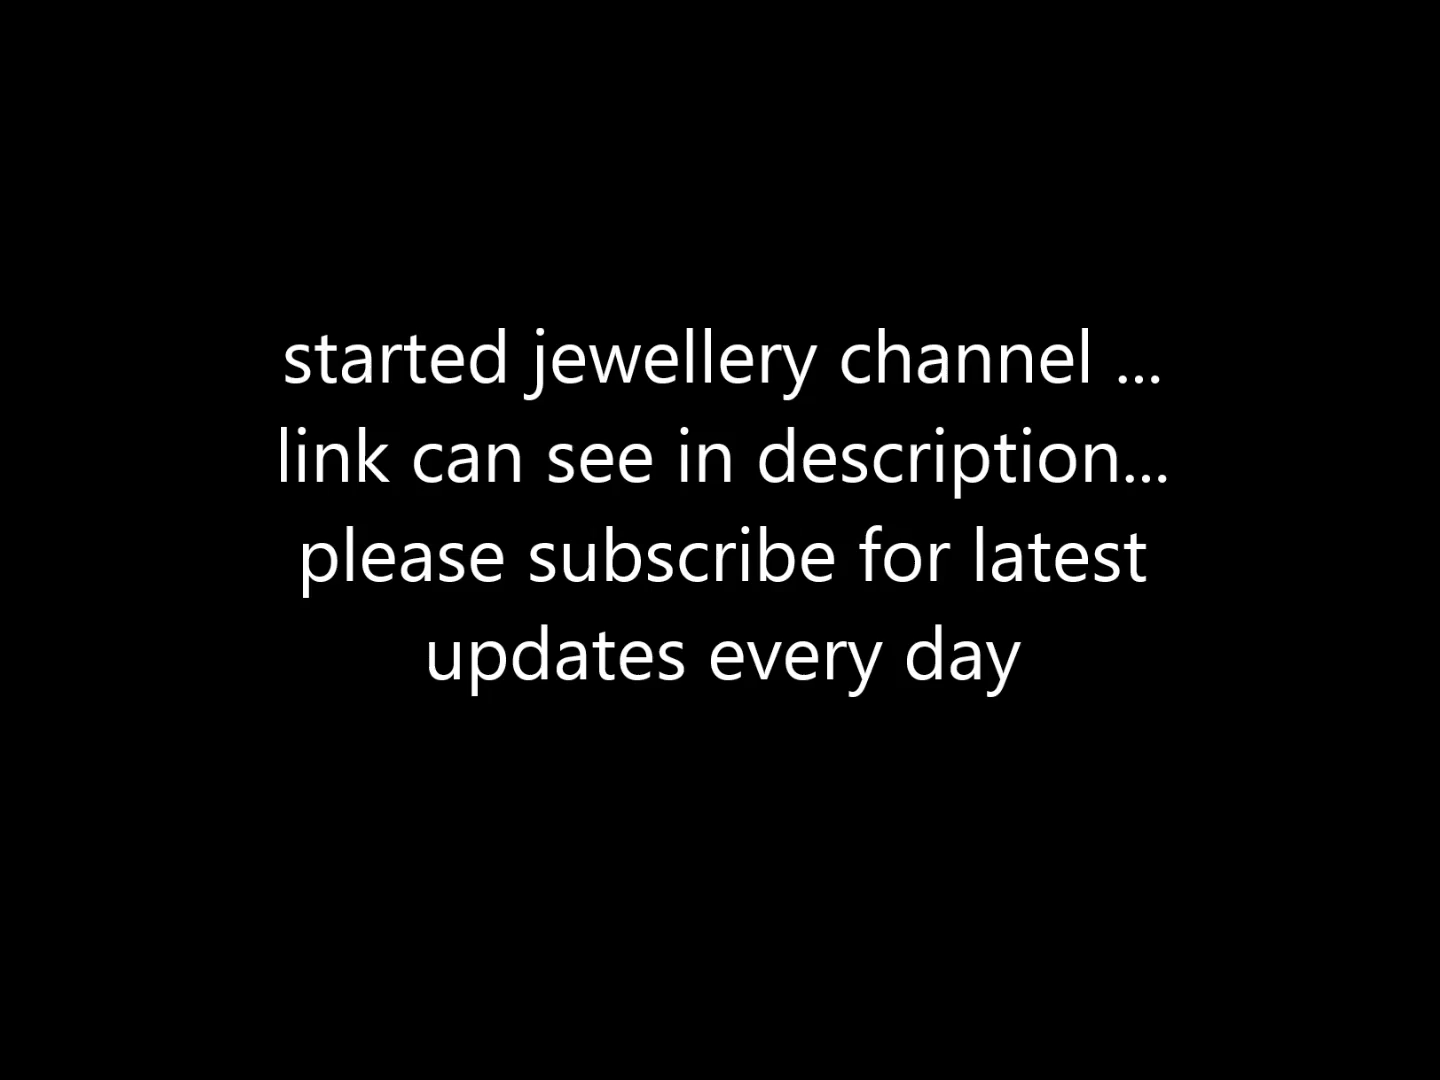 started jewellery channel ...
link can see in description...
please subscribe for latest
updates every day